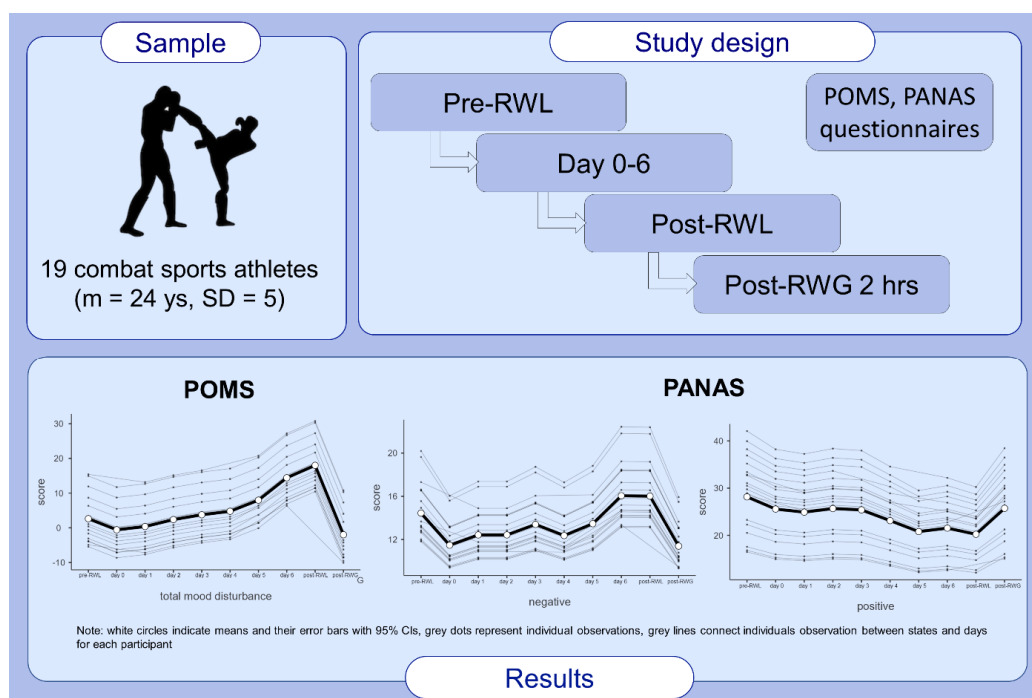 Sample
Study design
19 combat sports athletes
(m = 24 ys, SD = 5)
Pre-RWL
Day 0-6
Post-RWL
Post-RWG 2 hrs
POMS, PANAS
questionnaires
POMS
PANAS
score
30
20
10
0
-10
pre-RWL day 0 day 1 day 2 day 3 day 4 day 5 day 6 post-RWL post-RWG
G
total mood disturbance
score
20
16
12
pre-RWL day 0 day 1 day 2 day 3 day 4 day 5 day 6 post-RWL post-RWG
negative
score
40
30
20
pre-RWL day 0 day 1 day 2 day 3 day 4 day 5 day 6 post-RWL post-RWG
positive
Note: white circles indicate means and their error bars with 95% CIs, grey dots represent individual observations, grey lines connect individuals observation between states and days
for each participant
Results